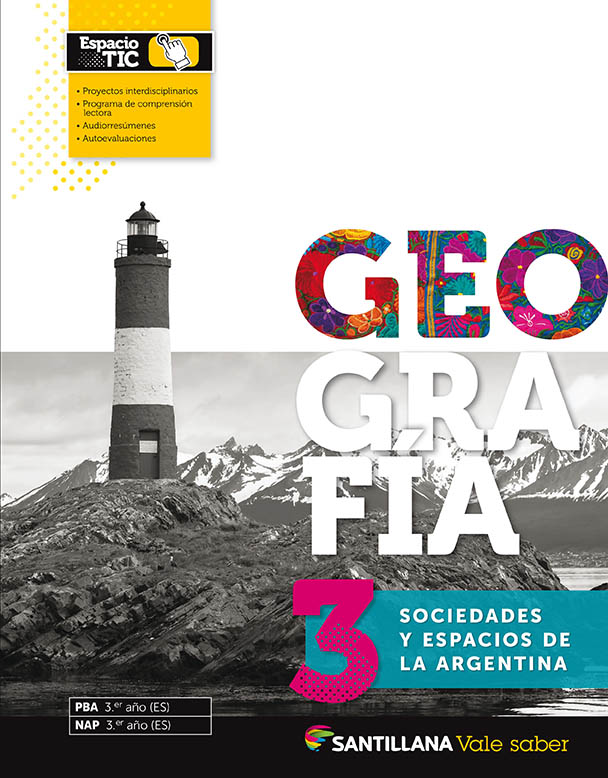 Espacio
TIC
• Proyectos interdisciplinarios
• Programa de comprensión
lectora
• Audiorresúmenes
• Autoevaluaciones
GEO
GRA
FÍA
3
SOCIEDADES
Y ESPACIOS DE
LA ARGENTINA
PBA 3.er año (ES)
NAP 3.er año (ES)
SANTILLANA Vale saber